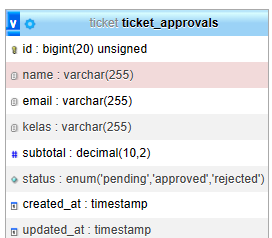 v ticket ticket_approvals
id : bigint(20) unsigned
name : varchar(255)
email : varchar(255)
kelas : varchar(255)
# subtotal : decimal(10,2)
status : enum('pending','approved','rejected')
created_at : timestamp
updated_at : timestamp